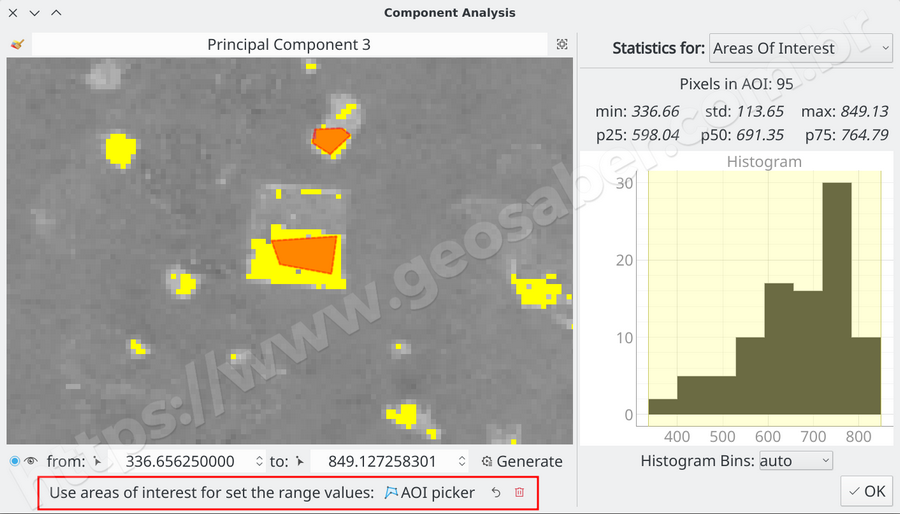 Component Analysis
Principal Component 3
Statistics for: Areas Of Interest
Pixels in AOI: 95
min: 336.66 std: 113.65 max: 849.13
p25: 598.04 p50: 691.35 p75: 764.79
Histogram
30
20
10
0
400 500 600 700 800
Histogram Bins: auto
from: 336.656250000 to: 849.127258301 Generate
Use areas of interest for set the range values: AOI picker
OK
https://www.geosaber.com.br